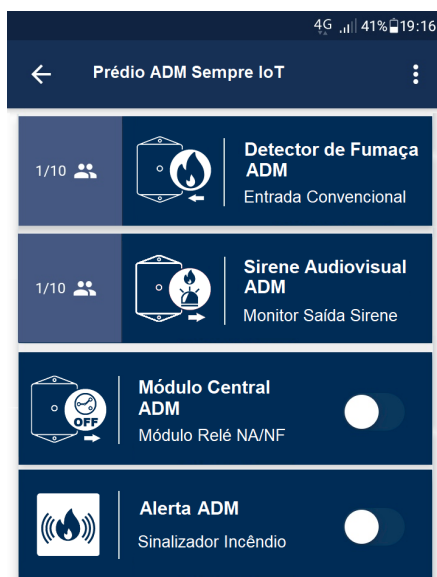 4G 41% 19:16
Prédio ADM Sempre IoT
1/10
Detector de Fumaça
ADM
Entrada Convencional
1/10
Sirene Audiovisual
ADM
Monitor Saída Sirene
OFF
Módulo Central
ADM
Módulo Relé NA/NF
Alerta ADM
Sinalizador Incêndio